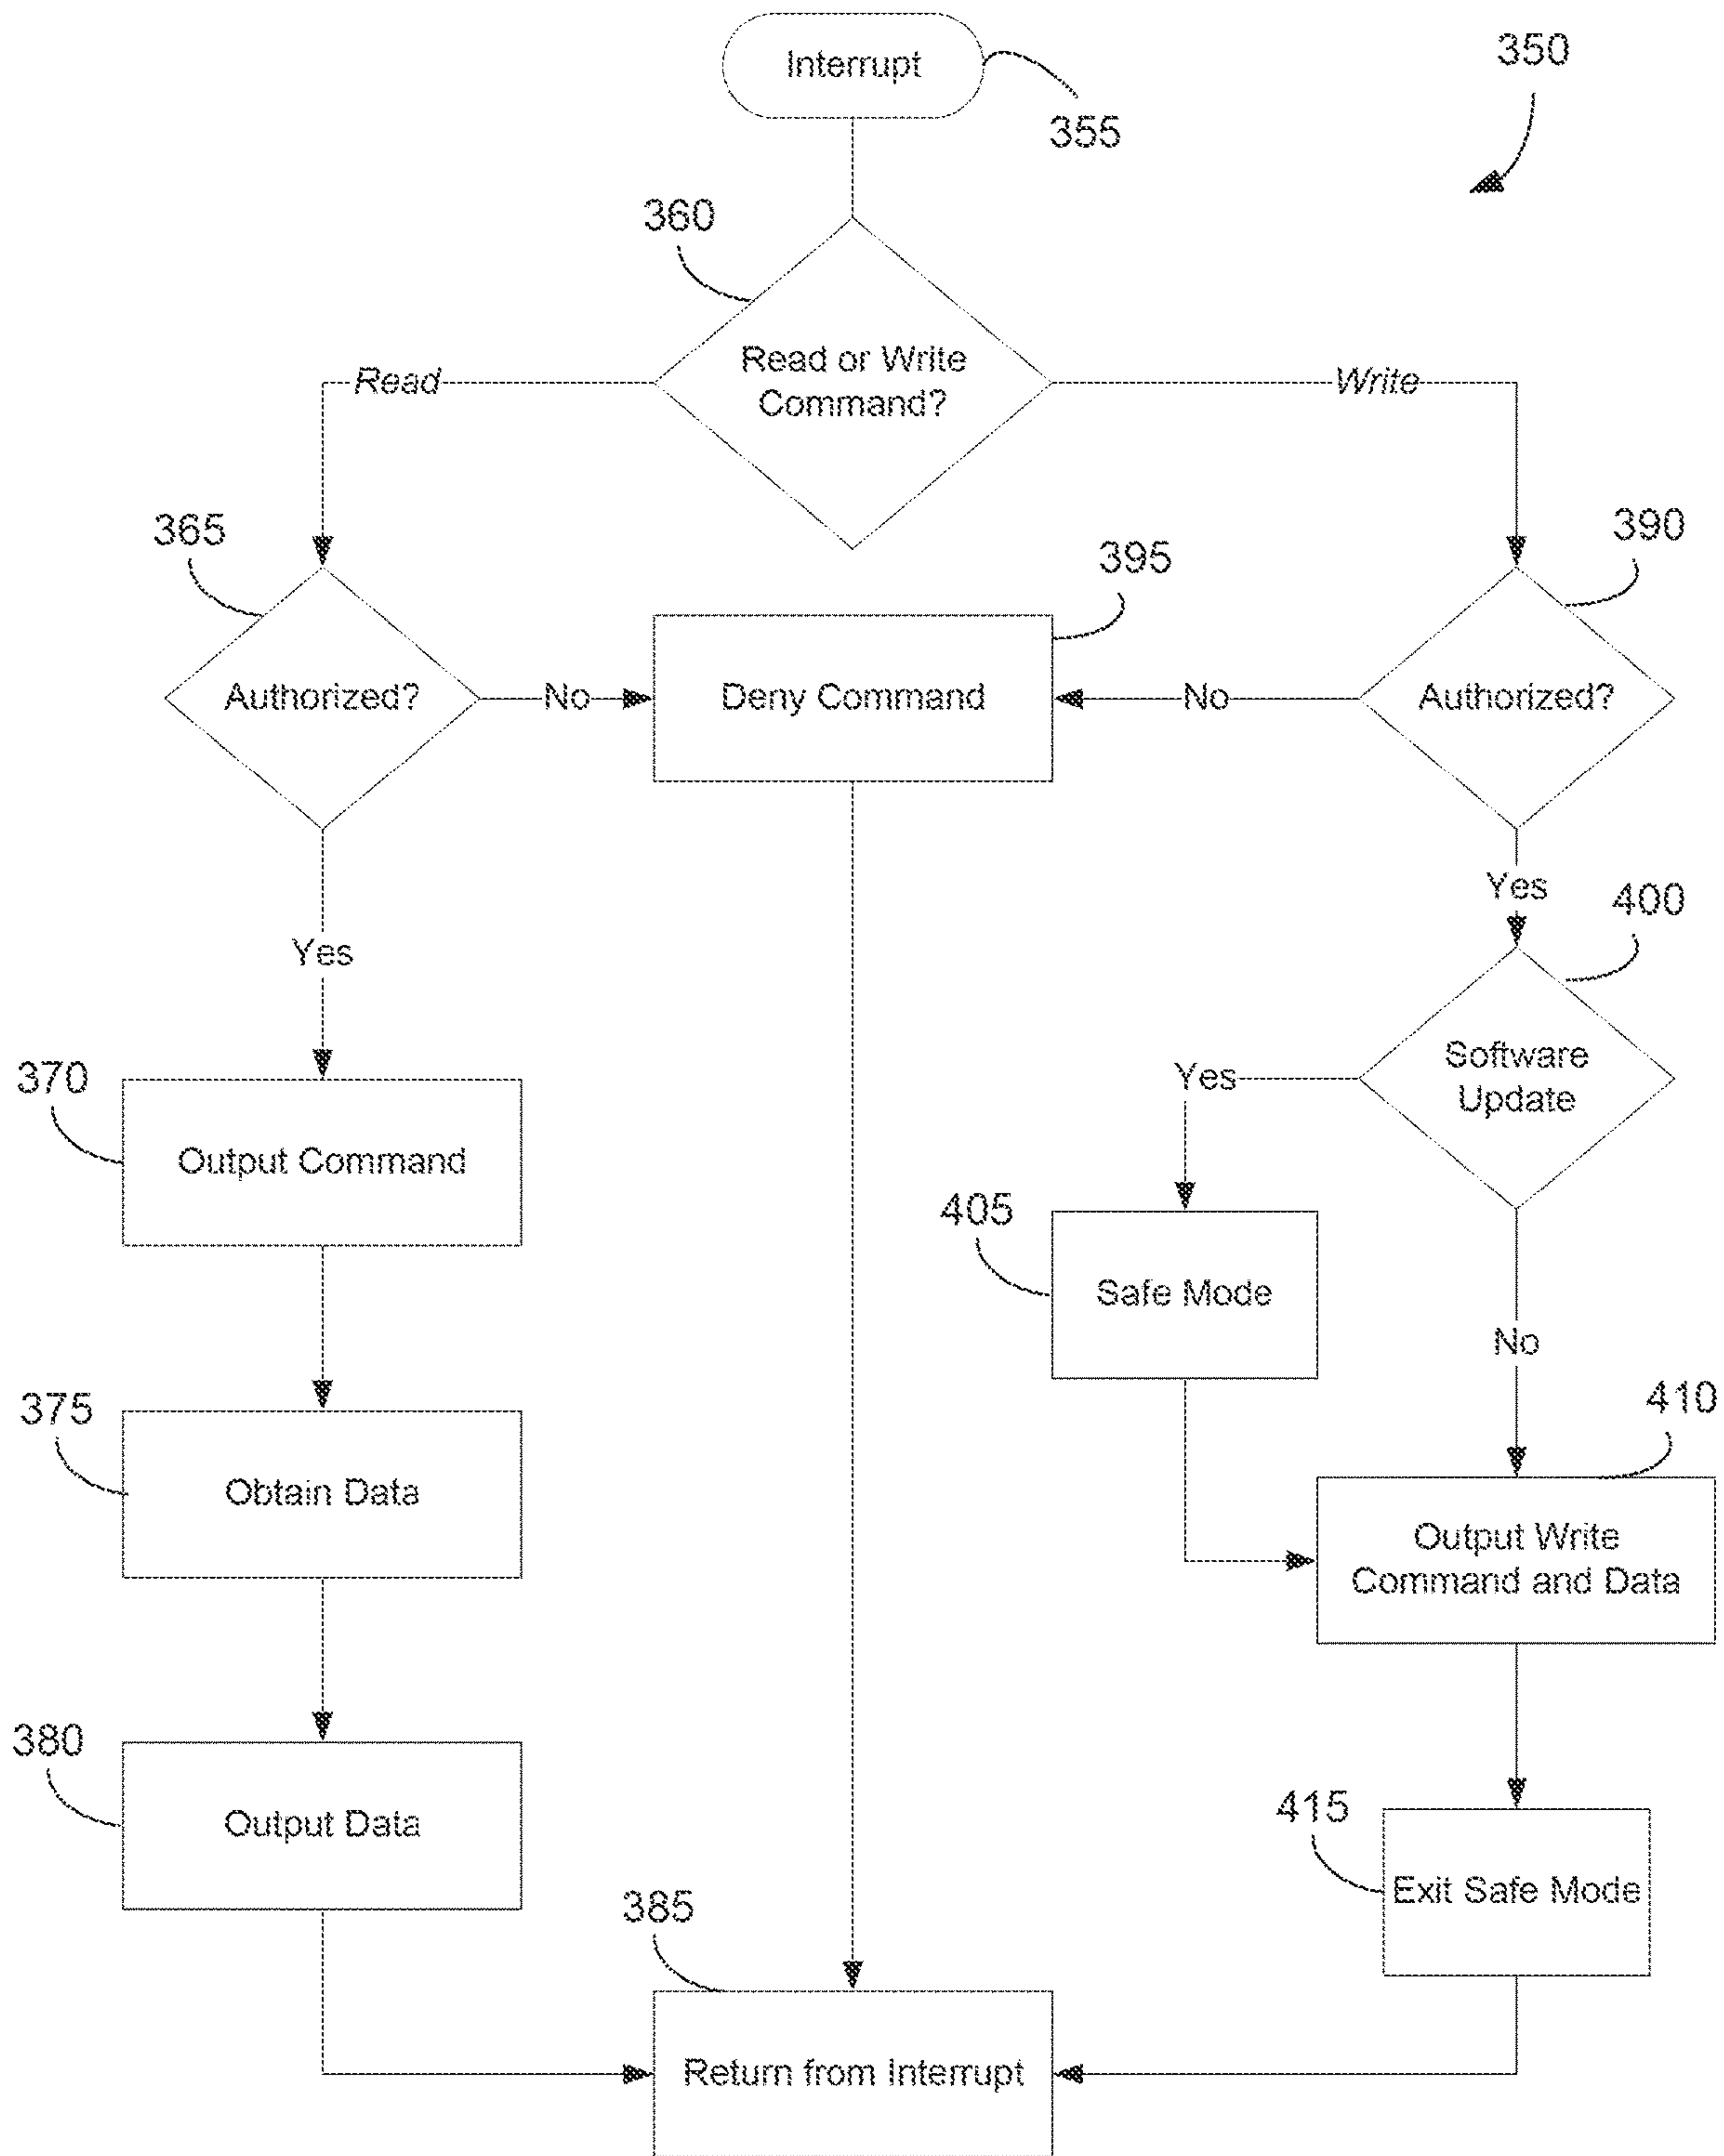 Interrupt
350
355
360
Read or Write
Command?
Read
Write
365
390
395
Authorized?
No
Deny Command
No
Authorized?
Yes
400
Yes
Software
Update
Yes
370
Output Command
405
Safe Mode
No
375
410
Obtain Data
Output Write
Command and Data
380
415
Output Data
Exit Safe Mode
385
Return from Interrupt